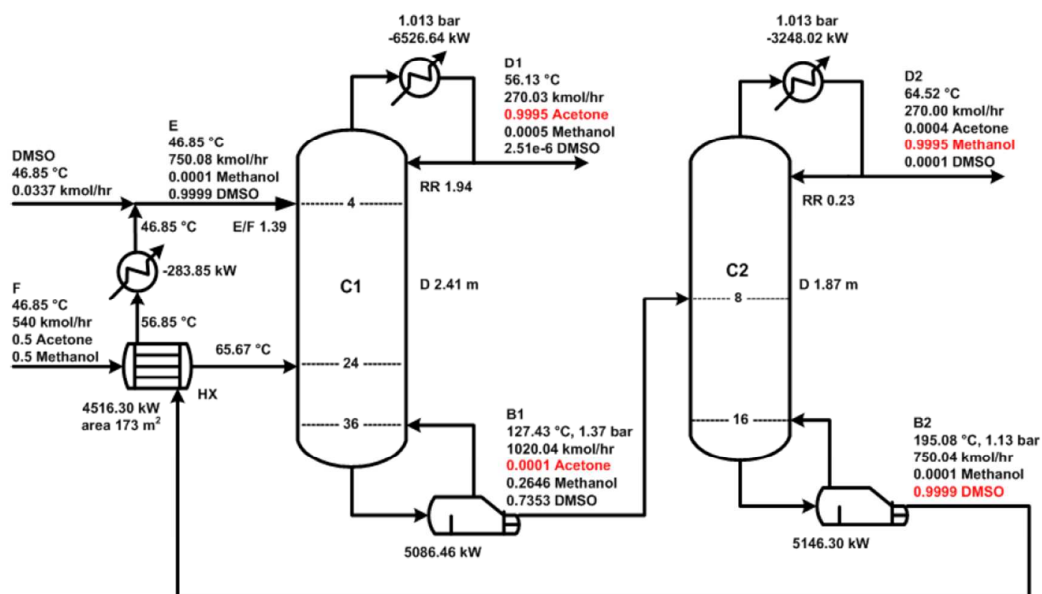 1.013 bar
-6526.64 kW
D1
56.13 °C
270.03 kmol/hr
0.9995 Acetone
0.0005 Methanol
2.51e-6 DMSO
RR 1.94
1.013 bar
-3248.02 kW
D2
64.52 °C
270.00 kmol/hr
0.0004 Acetone
0.9995 Methanol
0.0001 DMSO
RR 0.23
DMSO
46.85 °C
0.0337 kmol/hr
E
46.85 °C
750.08 kmol/hr
0.0001 Methanol
0.9999 DMSO
E/F 1.39
46.85 °C
-283.85 kW
56.85 °C
F
46.85 °C
540 kmol/hr
0.5 Acetone
0.5 Methanol
65.67 °C
HX
4516.30 kW
area 173 m²
4
C1
D 2.41 m
24
36
B1
127.43 °C, 1.37 bar
1020.04 kmol/hr
0.0001 Acetone
0.2646 Methanol
0.7353 DMSO
5086.46 kW
C2
8
D 1.87 m
16
B2
195.08 °C, 1.13 bar
750.04 kmol/hr
0.0001 Methanol
0.9999 DMSO
5146.30 kW